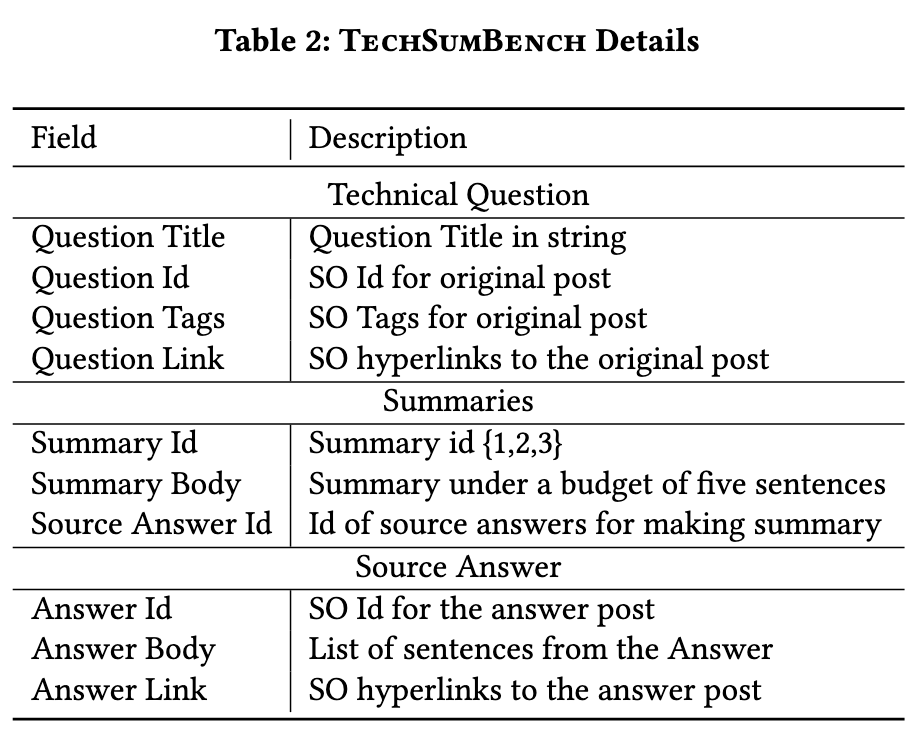 Table 2: TECHSUMBENCH Details
Field Description
Technical Question
Question Title Question Title in string
Question Id SO Id for original post
Question Tags SO Tags for original post
Question Link SO hyperlinks to the original post
Summaries
Summary Id Summary id {1,2,3}
Summary Body Summary under a budget of five sentences
Source Answer Id Id of source answers for making summary
Source Answer
Answer Id SO Id for the answer post
Answer Body List of sentences from the Answer
Answer Link SO hyperlinks to the answer post